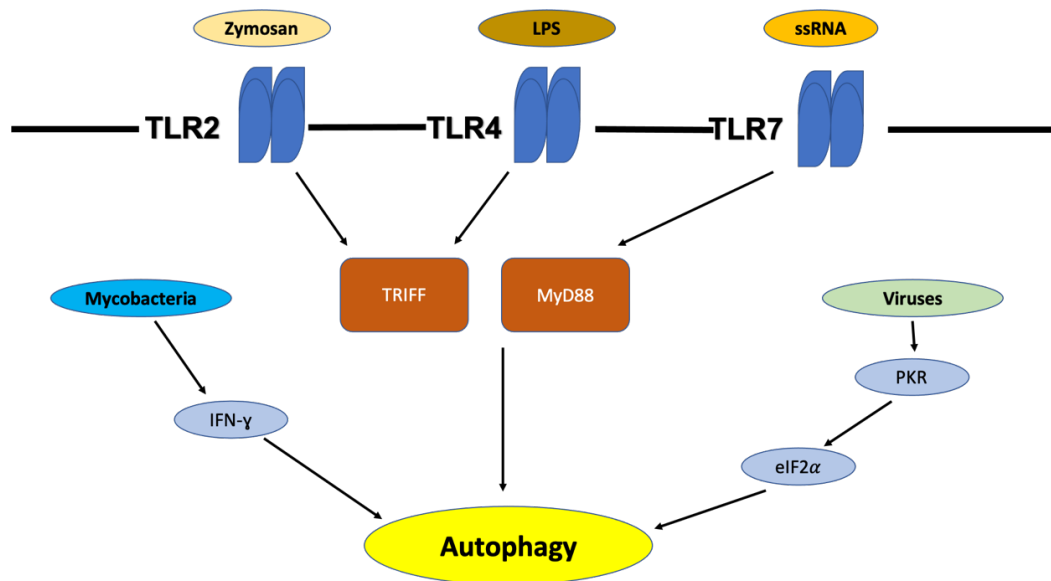 Zymosan
LPS
ssRNA
TLR2
TLR4
TLR7
TRIFF
MyD88
Mycobacteria
Viruses
PKR
IFN-ɣ
eIF2α
Autophagy